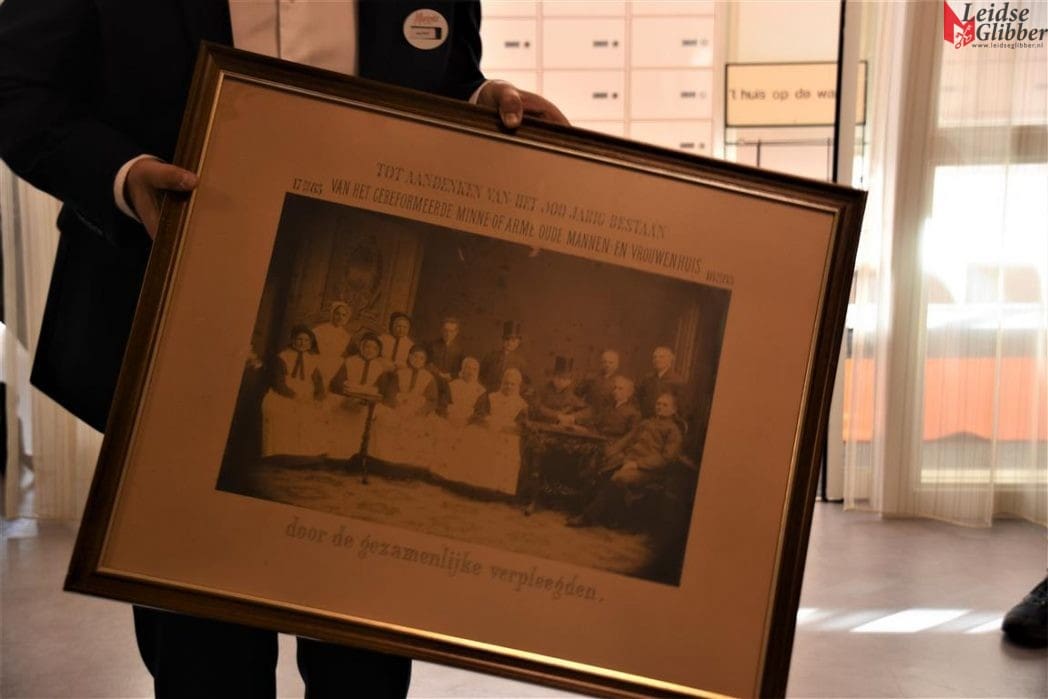 Leidse
Glibber
www.leidseglibber.nl
't huis op de wa
TOT AANDENKEN VAN HET 100 JARIG BESTAAN
VAN HET GEREFORMEERDE MINNE OF ARME OUDE MANNEN EN VROUWENHUIS
door de gezamenlijke verpleegden.